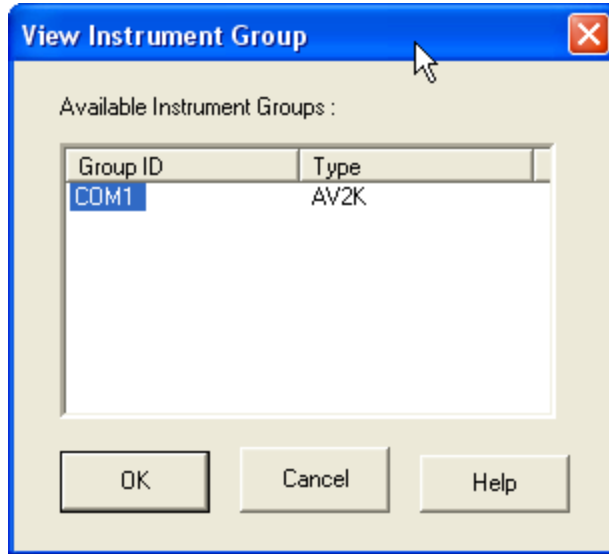 View Instrument Group
Available Instrument Groups :
Group ID Type
COM1 AV2K
OK Cancel Help